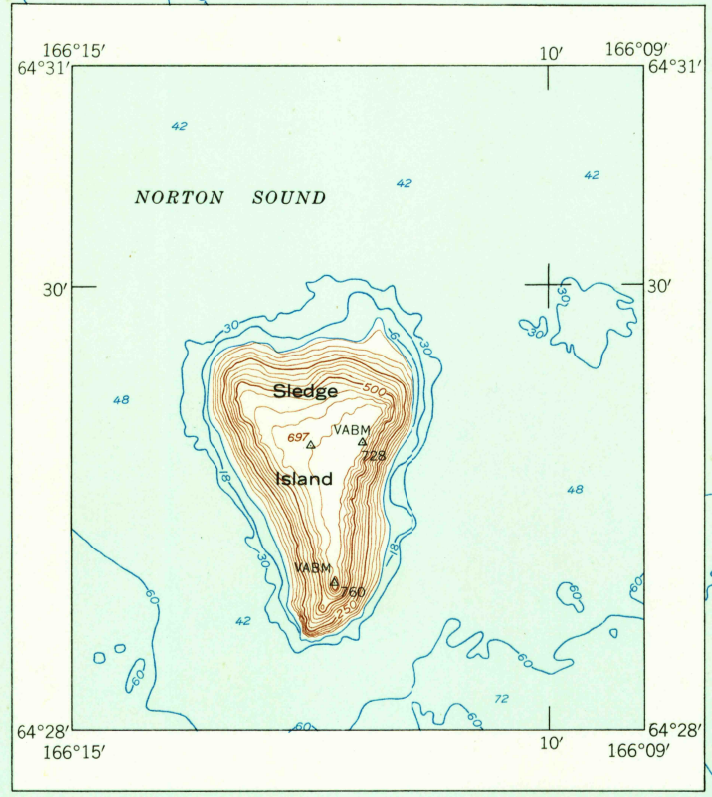 166°15′ 10′ 166°09′
64°31′ 64°31′
42
42 42
NORTON SOUND
30′ 30 30′
30 6 30 30
Sledge 500
48
697 VABM
728
Island
18 48
18
30
VABM
760
60 60 60
250
42
60
60
72
60 60
64°28′ 64°28′
166°15′ 10′ 166°09′